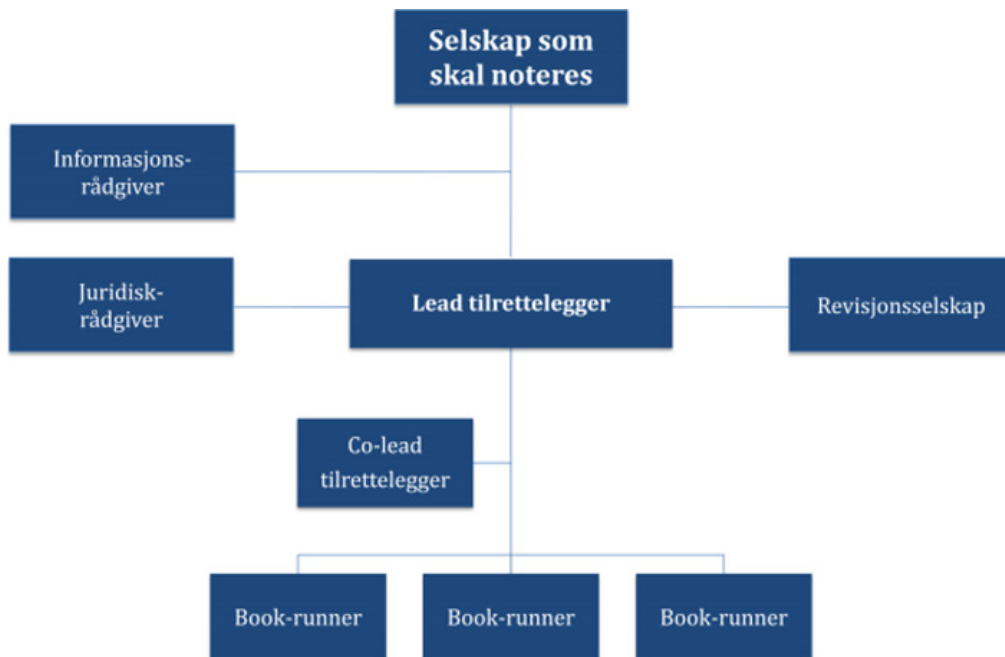 Selskap som
skal noteres
Informasjons-
rådgiver
Juridisk-
rådgiver
Lead tilrettelegger
Revisjonsselskap
Co-lead
tilrettelegger
Book-runner
Book-runner
Book-runner